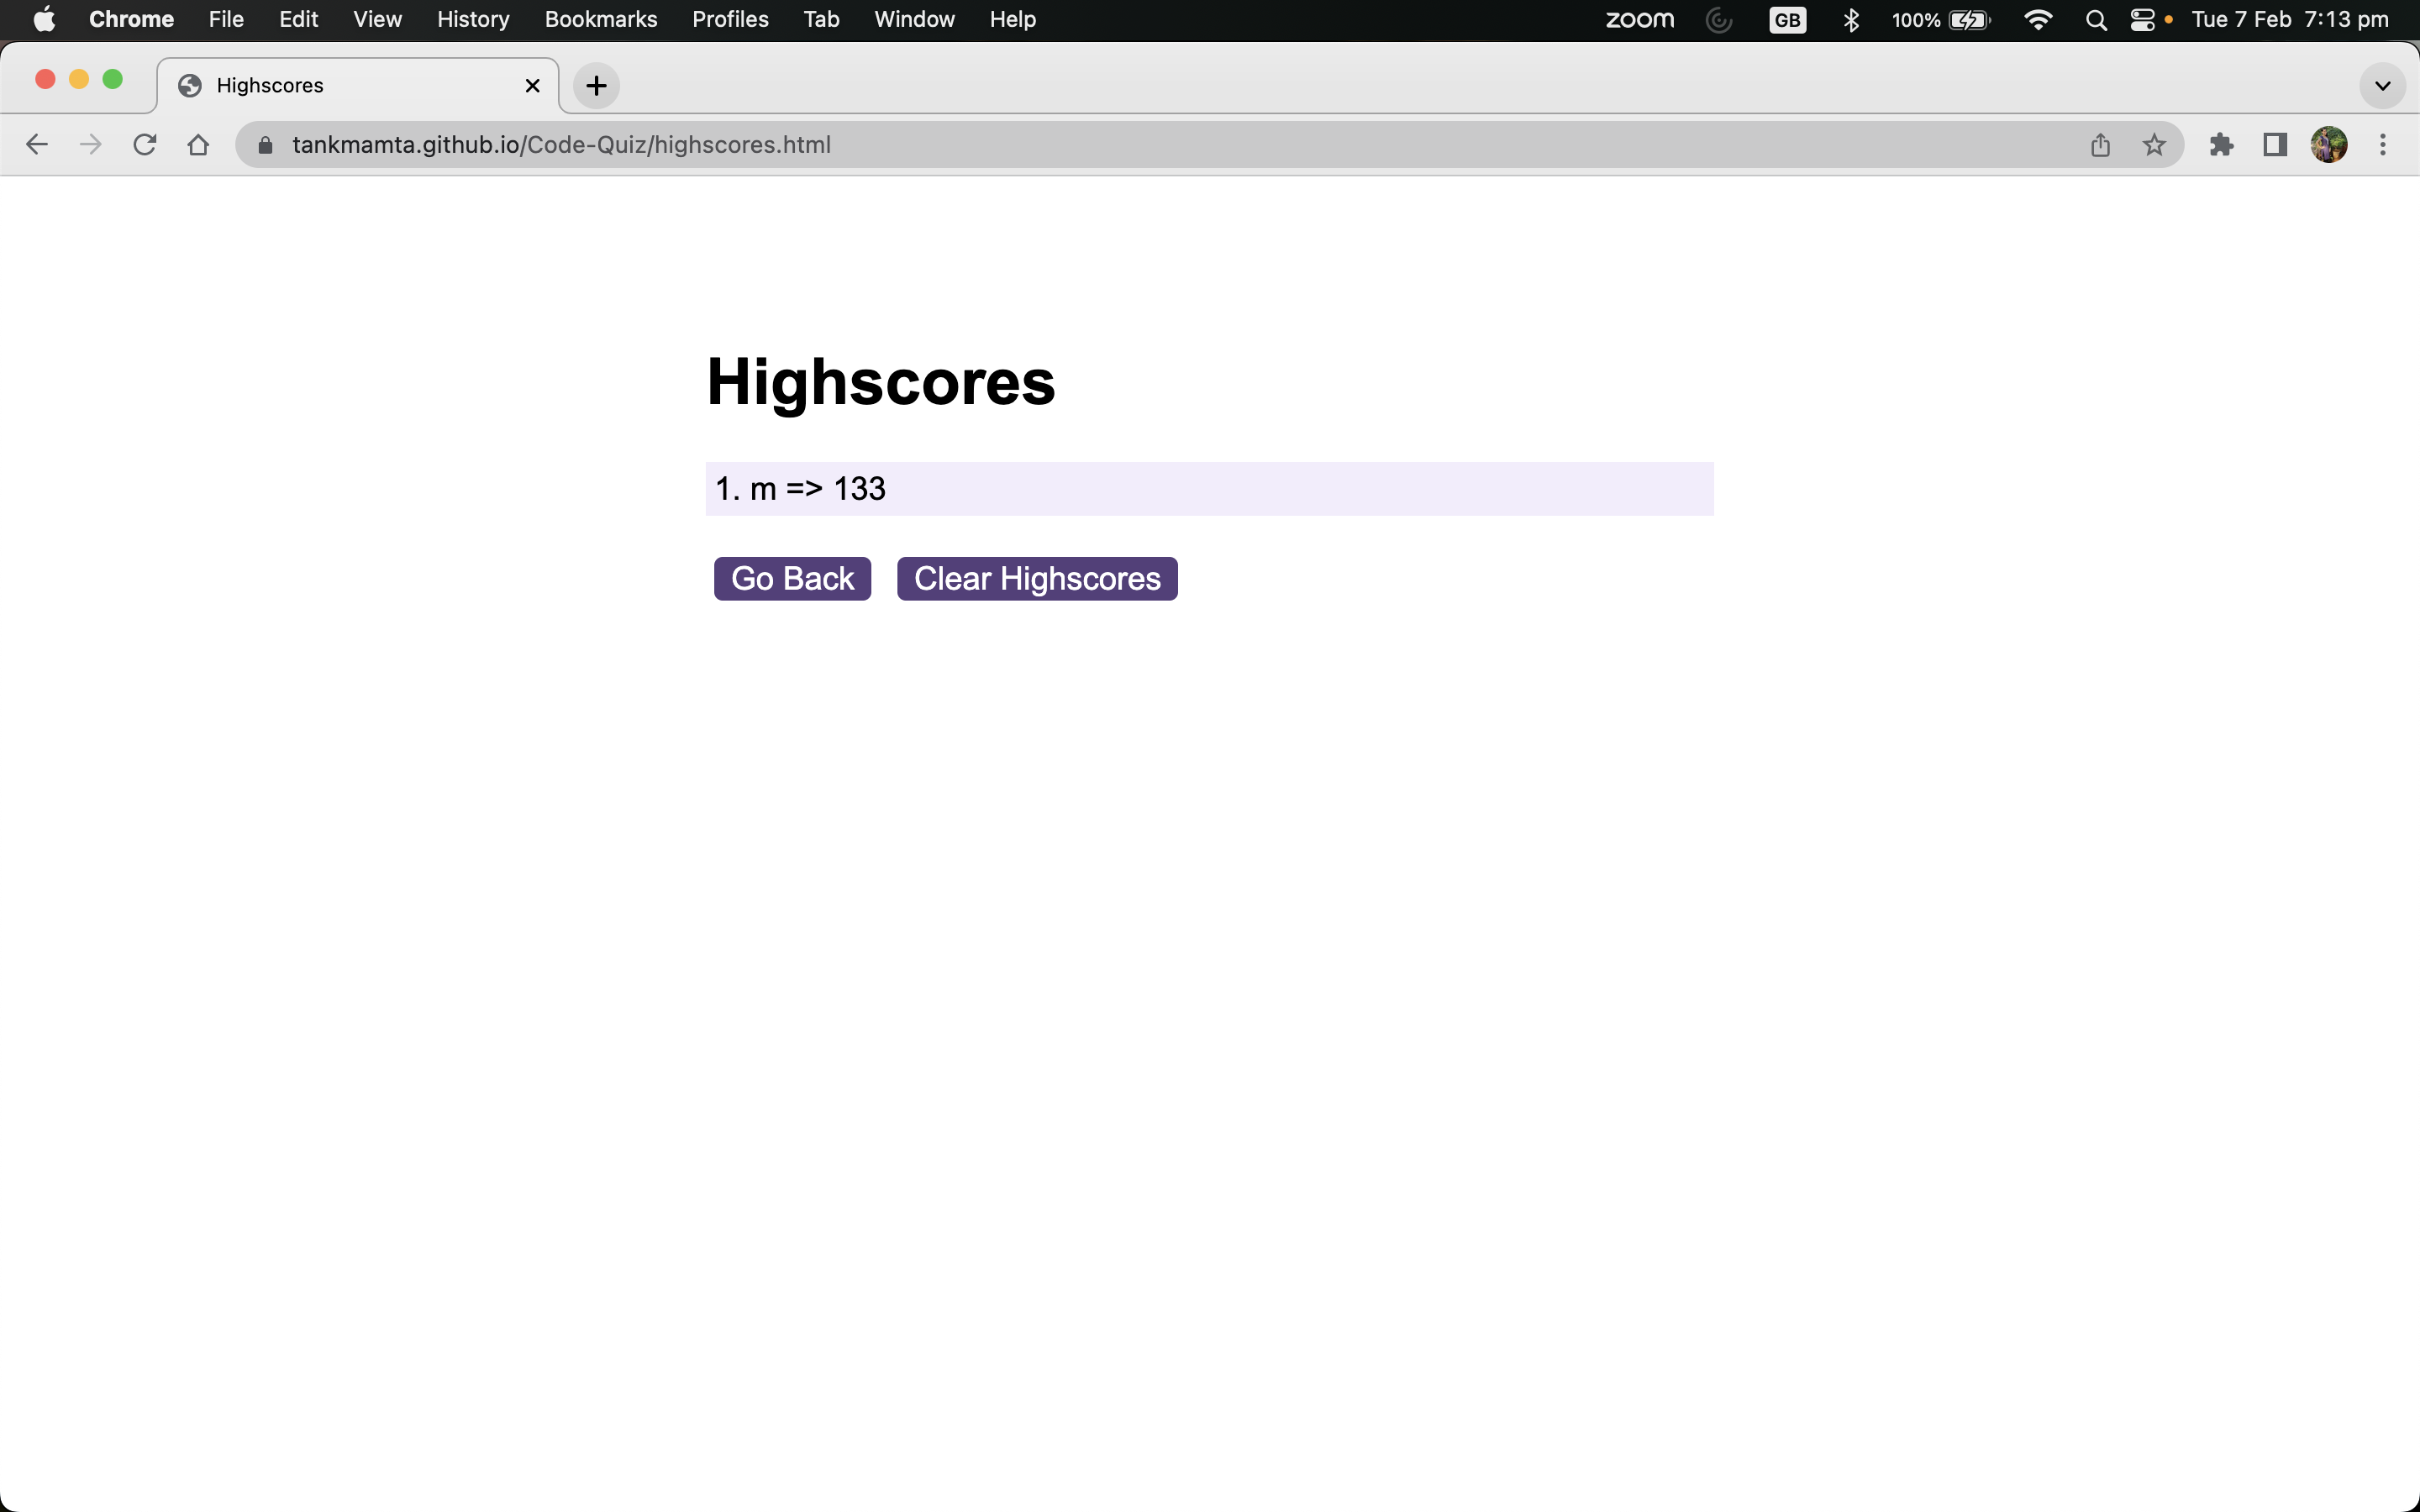 Chrome File Edit View History Bookmarks Profiles Tab Window Help zoom GB 100% Tue 7 Feb 7:13 pm
Highscores
tankmamta.github.io/Code-Quiz/highscores.html
Highscores
1. m => 133
Go Back Clear Highscores